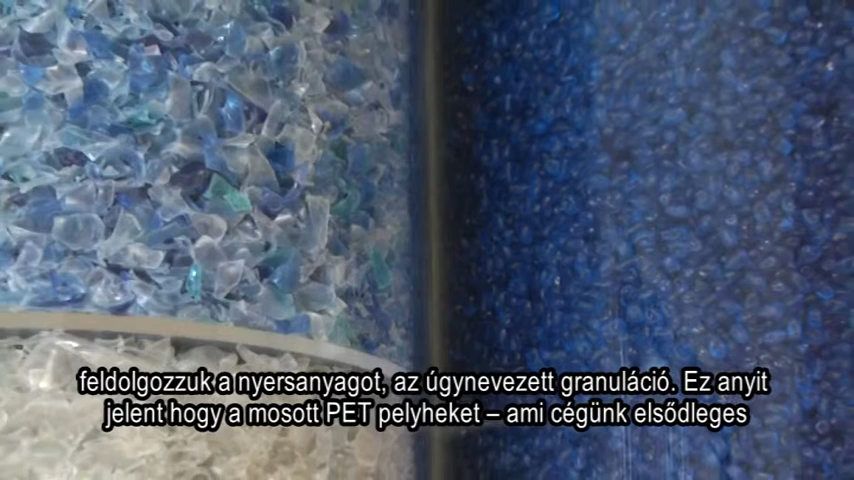 feldolgozzuk a nyersanyagot, az úgynevezett granuláció. Ez anyit
jelent hogy a mosott PET pelyheket – ami cégünk elsődleges